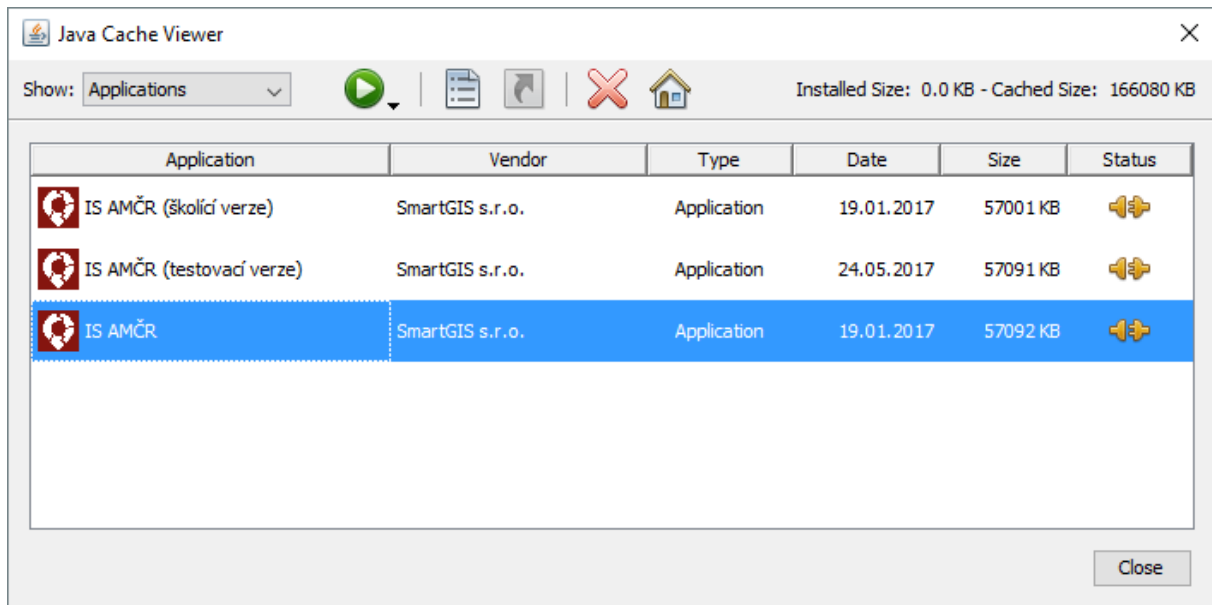 Java Cache Viewer
Show: Applications Installed Size: 0.0 KB - Cached Size: 166080 KB
Application Vendor Type Date Size Status
IS AMČR (školící verze) SmartGIS s.r.o. Application 19.01.2017 57001 KB
IS AMČR (testovací verze) SmartGIS s.r.o. Application 24.05.2017 57091 KB
IS AMČR SmartGIS s.r.o. Application 19.01.2017 57092 KB
Close